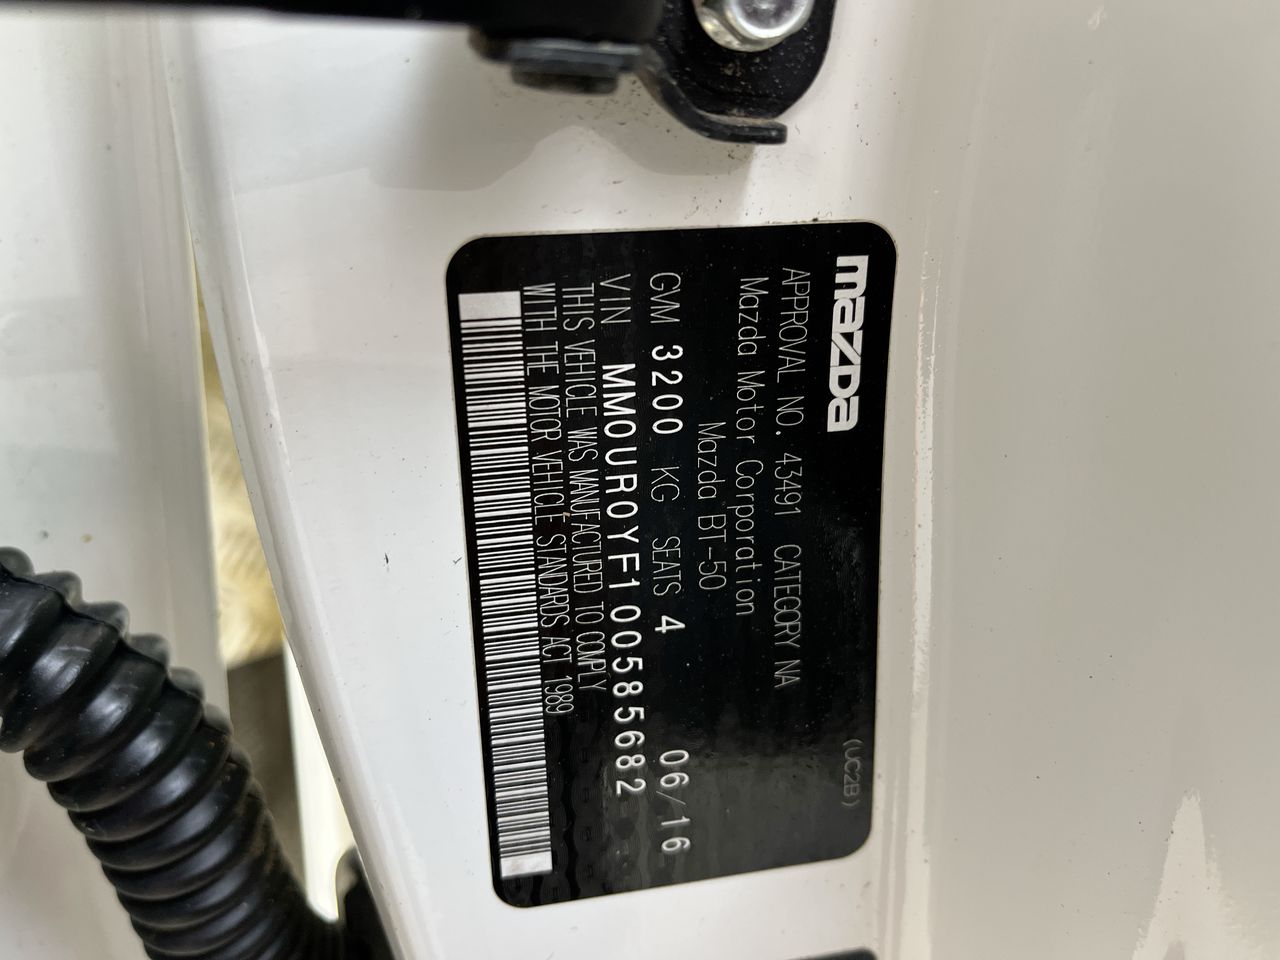 mazda
(UC2B)
APPROVAL NO. 43491 CATEGORY NA
Mazda Motor Corporation
Mazda BT-50
GVM 3200 KG SEATS 4 06/16
VIN MM0UR0YF100585682
THIS VEHICLE WAS MANUFACTURED TO COMPLY
WITH THE MOTOR VEHICLE STANDARDS ACT 1989